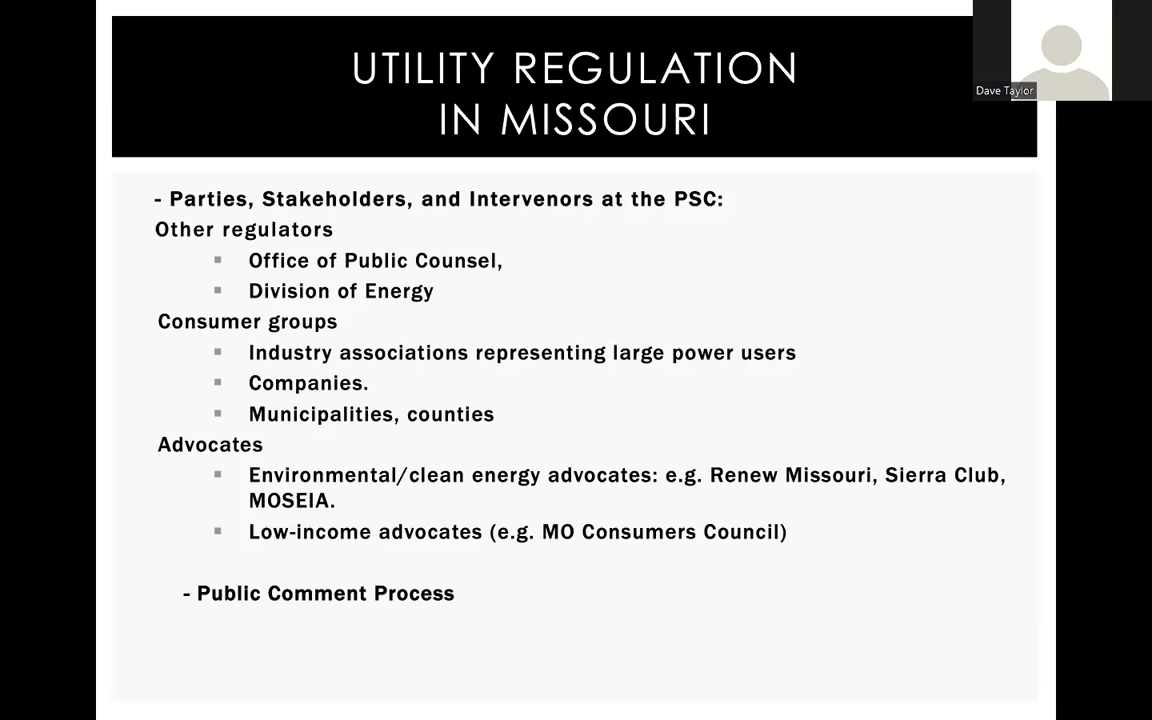 UTILITY REGULATION
IN MISSOURI
Dave Taylor
- Parties, Stakeholders, and Intervenors at the PSC:
Other regulators
▪ Office of Public Counsel,
▪ Division of Energy
Consumer groups
▪ Industry associations representing large power users
▪ Companies.
▪ Municipalities, counties
Advocates
▪ Environmental/clean energy advocates: e.g. Renew Missouri, Sierra Club,
MOSEIA.
▪ Low-income advocates (e.g. MO Consumers Council)
- Public Comment Process